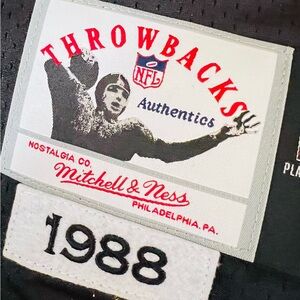 THROWBACKS
NFL
Authentics
NOSTALGIA CO.
Mitchell & Ness
PHILADELPHIA, PA.
1988